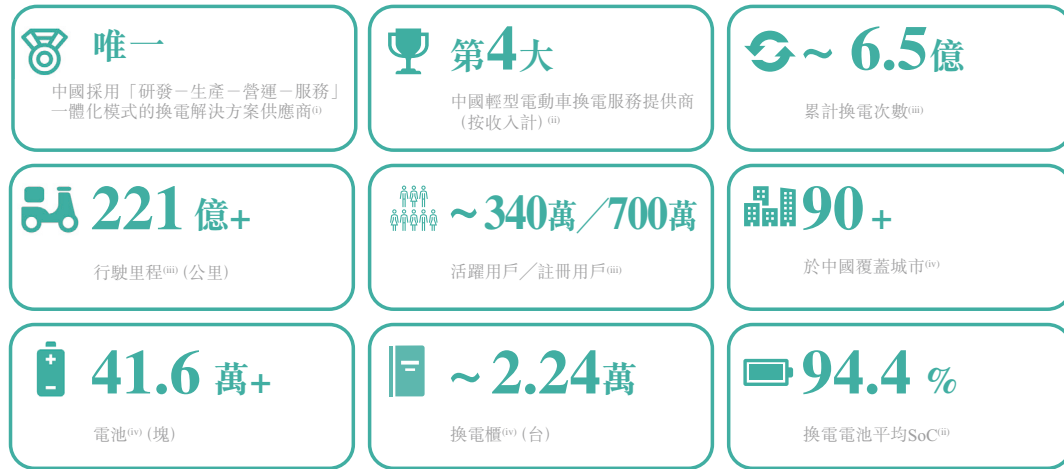 唯一
中國採用「研發－生產－營運－服務」
一體化模式的換電解決方案供應商(i)
第4大
中國輕型電動車換電服務提供商
（按收入計）(ii)
~ 6.5億
累計換電次數(iii)
221 億+
行駛里程(iii) (公里)
~ 340萬／700萬
活躍用戶／註冊用戶(iii)
90 +
於中國覆蓋城市(iv)
41.6 萬+
電池(iv) (塊)
~ 2.24萬
換電櫃(iv) (台)
94.4 %
換電電池平均SoC(ii)